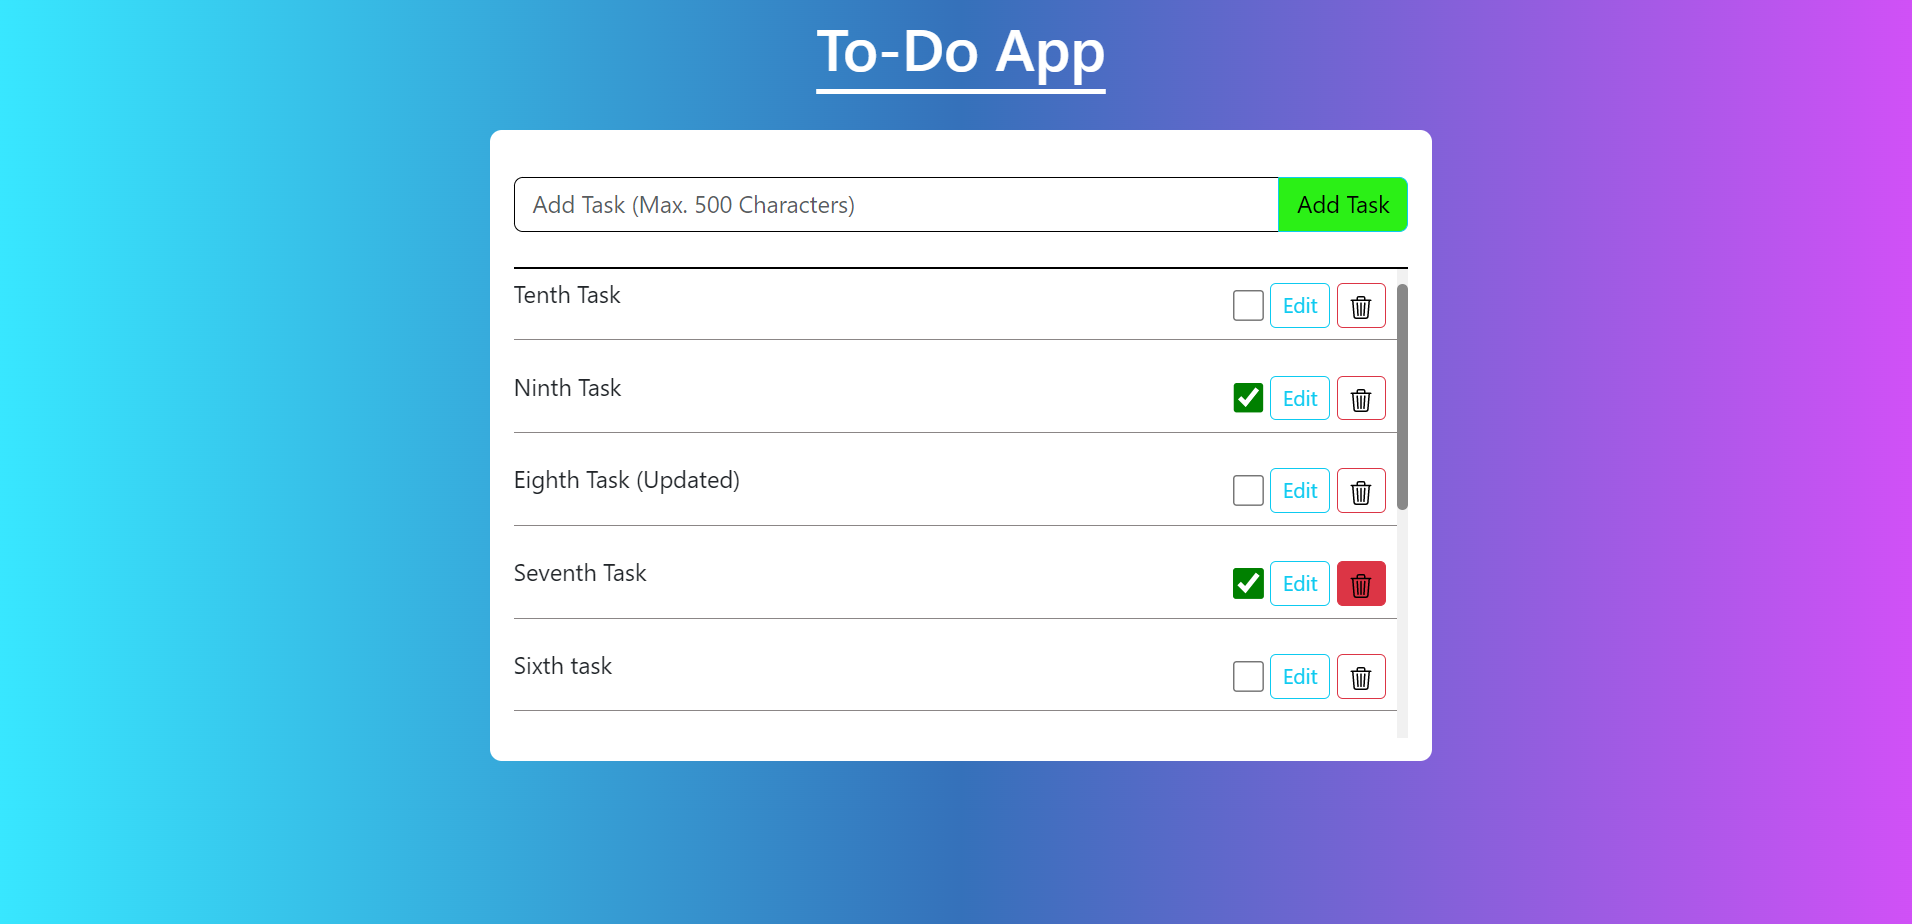 To-Do App
Add Task (Max. 500 Characters) Add Task
Tenth Task Edit
Ninth Task Edit
Eighth Task (Updated) Edit
Seventh Task Edit
Sixth task Edit